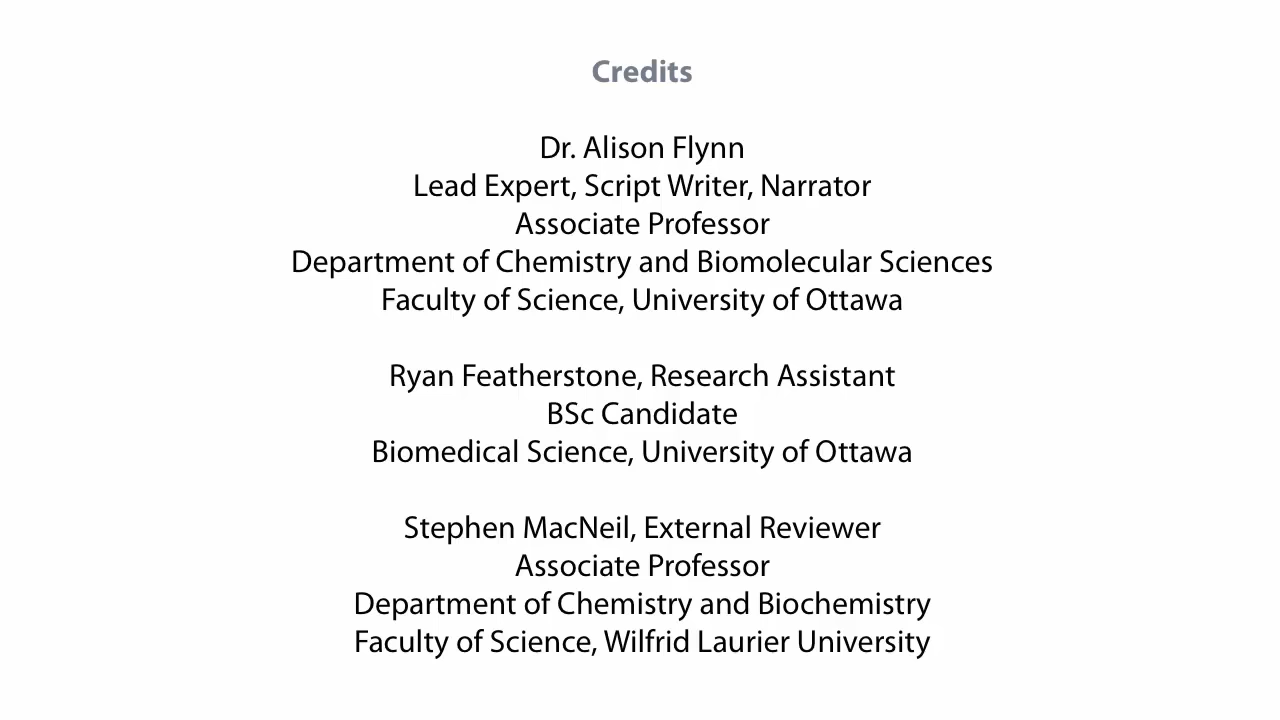 Credits
Dr. Alison Flynn
Lead Expert, Script Writer, Narrator
Associate Professor
Department of Chemistry and Biomolecular Sciences
Faculty of Science, University of Ottawa
Ryan Featherstone, Research Assistant
BSc Candidate
Biomedical Science, University of Ottawa
Stephen MacNeil, External Reviewer
Associate Professor
Department of Chemistry and Biochemistry
Faculty of Science, Wilfrid Laurier University